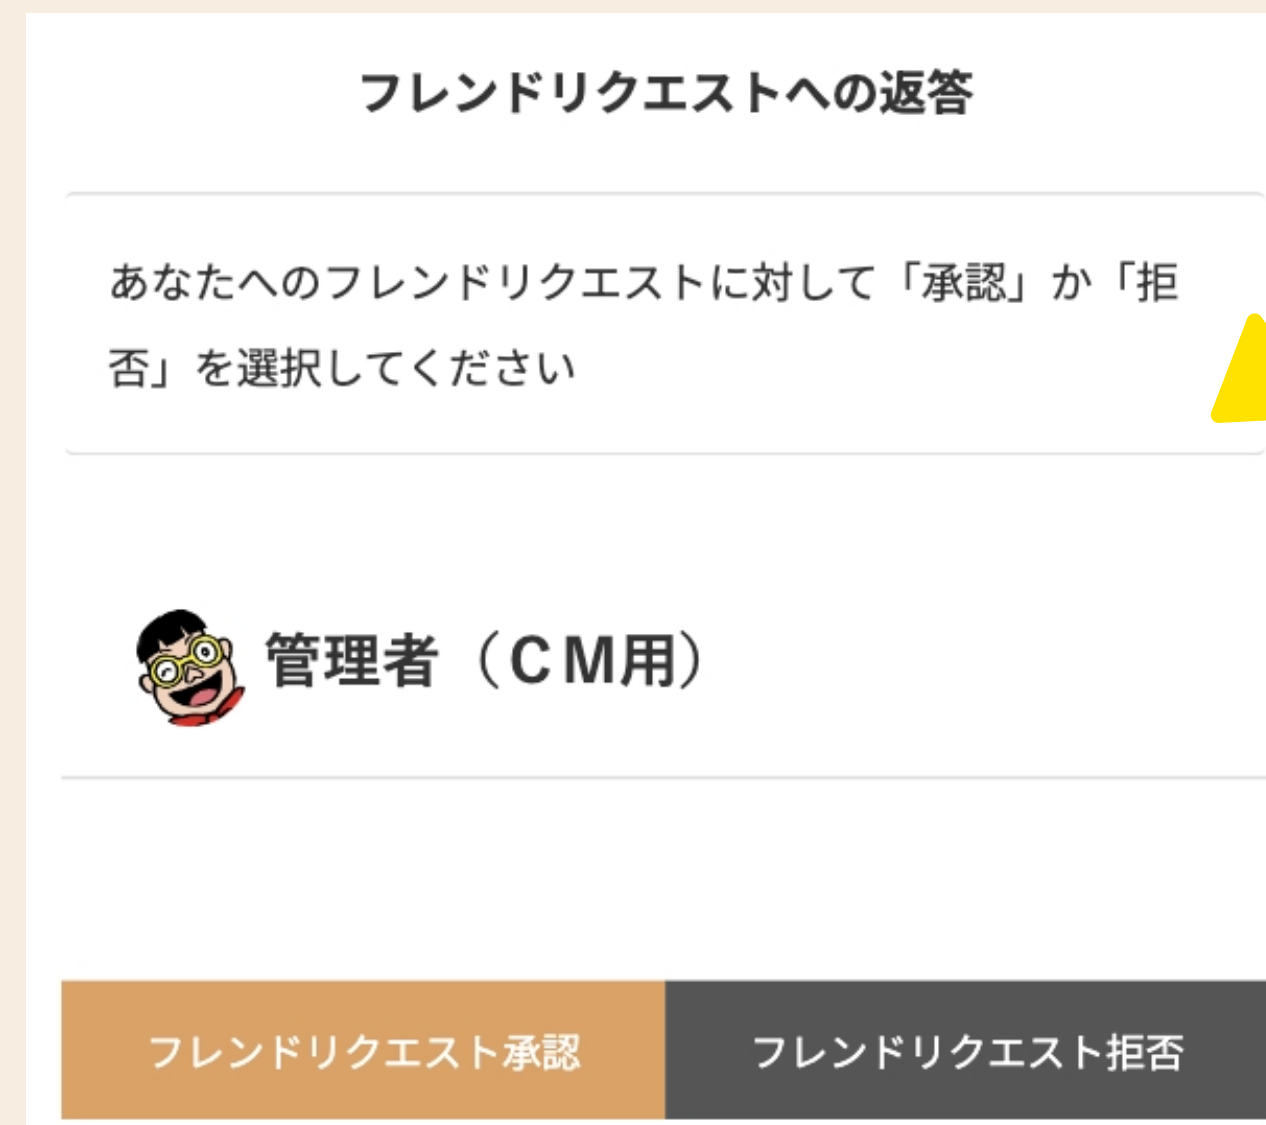 フレンドリクエストへの返答
あなたへのフレンドリクエストに対して「承認」か「拒
否」を選択してください
管理者（ＣＭ用）
フレンドリクエスト承認
フレンドリクエスト拒否